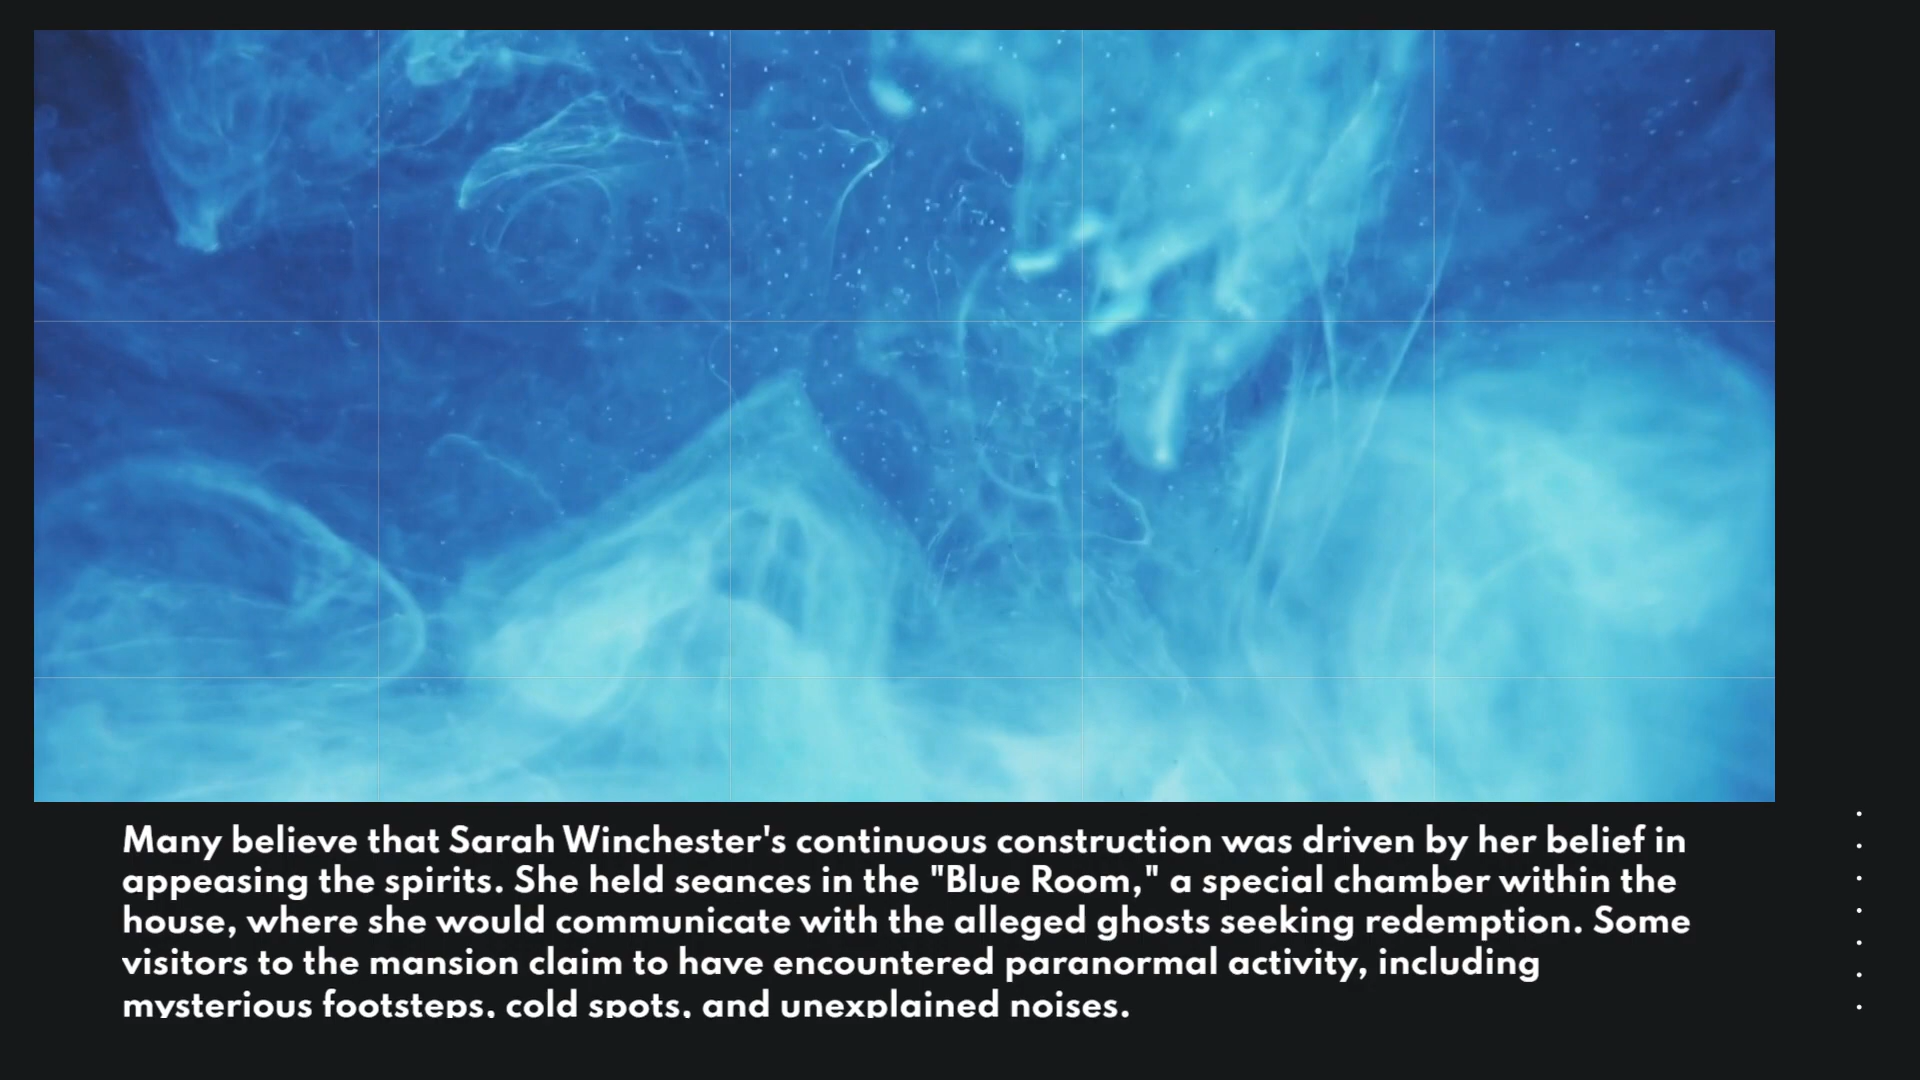 Many believe that Sarah Winchester's continuous construction was driven by her belief in
appeasing the spirits. She held seances in the "Blue Room," a special chamber within the
house, where she would communicate with the alleged ghosts seeking redemption. Some
visitors to the mansion claim to have encountered paranormal activity, including
mysterious footsteps, cold spots, and unexplained noises.